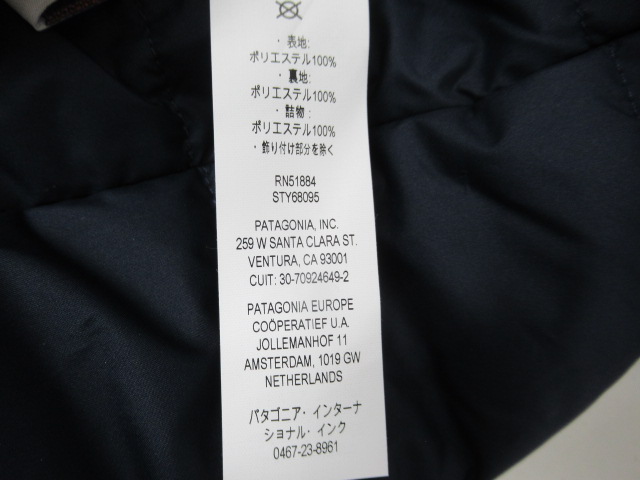 ・表地:
ポリエステル100%
・裏地:
ポリエステル100%
・詰物:
ポリエステル100%
・飾り付け部分を除く
RN51884
STY68095
PATAGONIA, INC.
259 W SANTA CLARA ST.
VENTURA, CA 93001
CUIT: 30-70924649-2
PATAGONIA EUROPE
COÖPERATIEF U.A.
JOLLEMANHOF 11
AMSTERDAM, 1019 GW
NETHERLANDS
パタゴニア・インターナ
ショナル・インク
0467-23-8961